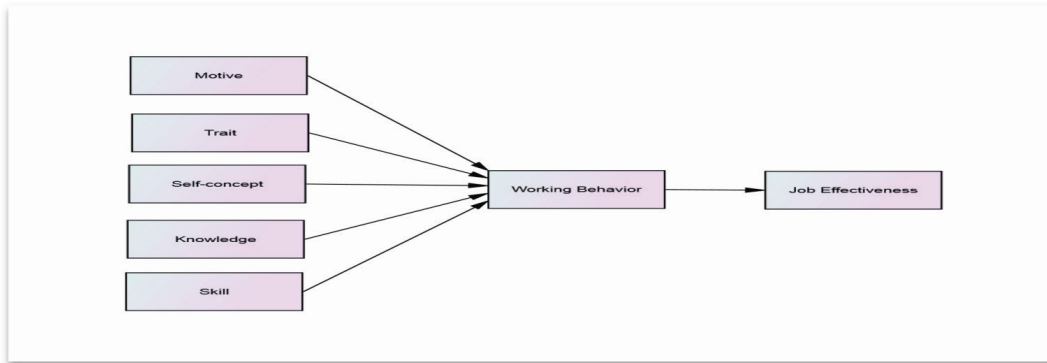 Motive
Trait
Self-concept
Knowledge
Skill
Working Behavior
Job Effectiveness